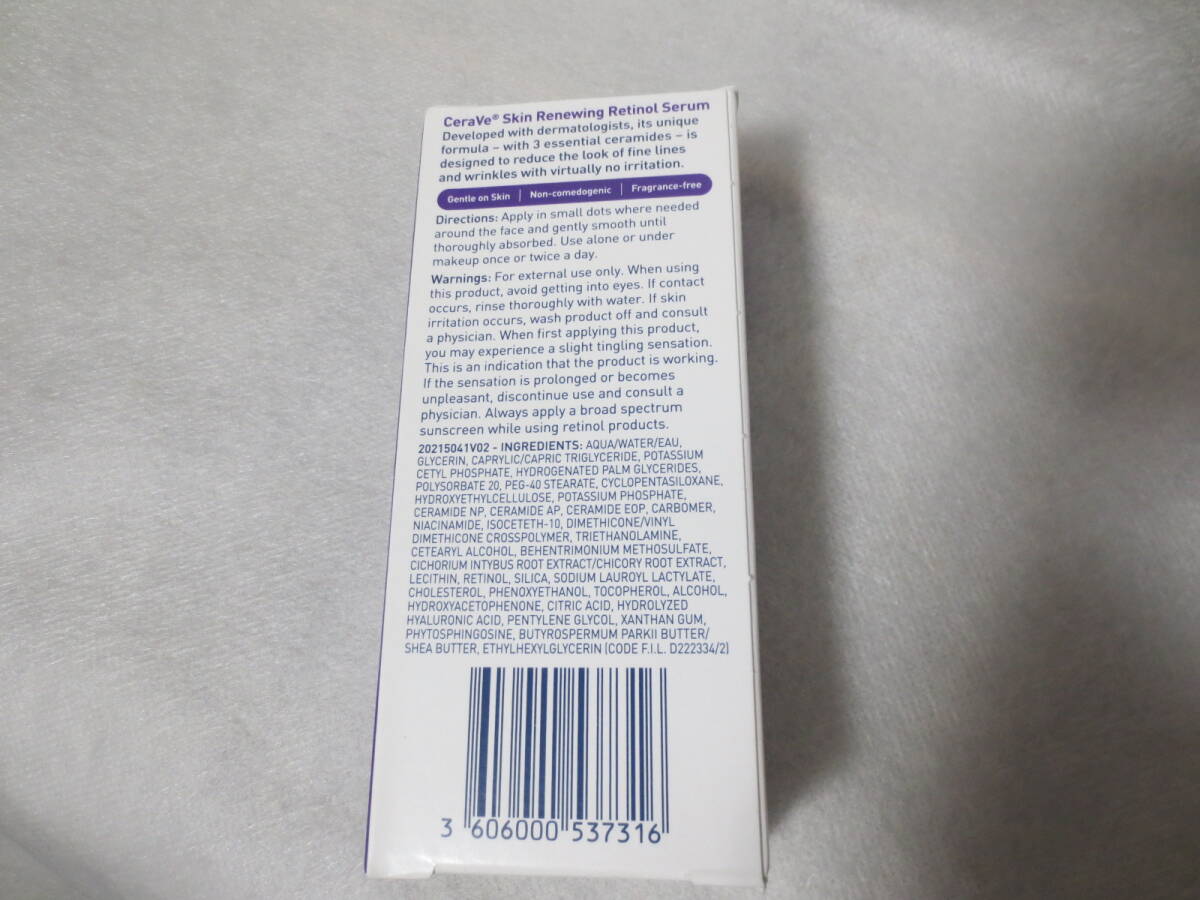 CeraVe® Skin Renewing Retinol Serum
Developed with dermatologists, its unique
formula – with 3 essential ceramides – is
designed to reduce the look of fine lines
and wrinkles with virtually no irritation.
Gentle on Skin | Non-comedogenic | Fragrance-free
Directions: Apply in small dots where needed
around the face and gently smooth until
thoroughly absorbed. Use alone or under
makeup once or twice a day.
Warnings: For external use only. When using
this product, avoid getting into eyes. If contact
occurs, rinse thoroughly with water. If skin
irritation occurs, wash product off and consult
a physician. When first applying this product,
you may experience a slight tingling sensation.
This is an indication that the product is working.
If the sensation is prolonged or becomes
unpleasant, discontinue use and consult a
physician. Always apply a broad spectrum
sunscreen while using retinol products.
20215041V02 - INGREDIENTS: AQUA/WATER/EAU,
GLYCERIN, CAPRYLIC/CAPRIC TRIGLYCERIDE, POTASSIUM
CETYL PHOSPHATE, HYDROGENATED PALM GLYCERIDES,
POLYSORBATE 20, PEG-40 STEARATE, CYCLOPENTASILOXANE,
HYDROXYETHYLCELLULOSE, POTASSIUM PHOSPHATE,
CERAMIDE NP, CERAMIDE AP, CERAMIDE EOP, CARBOMER,
NIACINAMIDE, ISOCETETH-10, DIMETHICONE/VINYL
DIMETHICONE CROSSPOLYMER, TRIETHANOLAMINE,
CETEARYL ALCOHOL, BEHENTRIMONIUM METHOSULFATE,
CICHORIUM INTYBUS ROOT EXTRACT/CHICORY ROOT EXTRACT,
LECITHIN, RETINOL, SILICA, SODIUM LAUROYL LACTYLATE,
CHOLESTEROL, PHENOXYETHANOL, TOCOPHEROL, ALCOHOL,
HYDROXYACETOPHENONE, CITRIC ACID, HYDROLYZED
HYALURONIC ACID, PENTYLENE GLYCOL, XANTHAN GUM,
PHYTOSPHINGOSINE, BUTYROSPERMUM PARKII BUTTER/
SHEA BUTTER, ETHYLHEXYLGLYCERIN (CODE F.I.L. D222334/2)
3 606000 537316